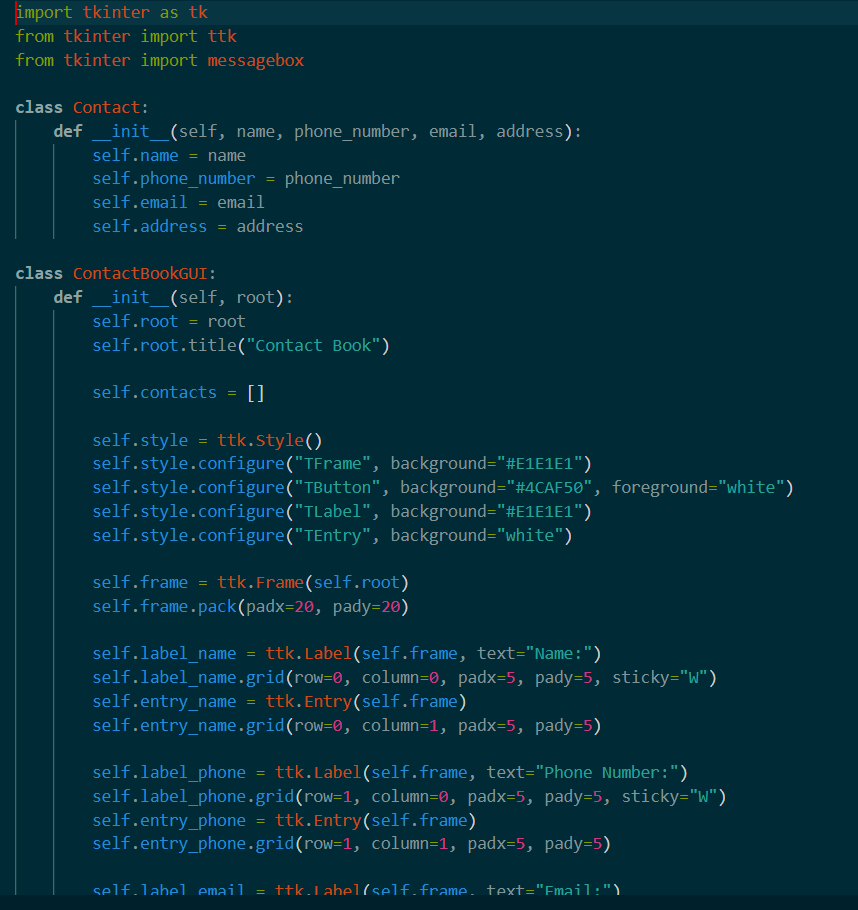 import tkinter as tk
from tkinter import ttk
from tkinter import messagebox

class Contact:
    def __init__(self, name, phone_number, email, address):
        self.name = name
        self.phone_number = phone_number
        self.email = email
        self.address = address

class ContactBookGUI:
    def __init__(self, root):
        self.root = root
        self.root.title("Contact Book")

        self.contacts = []

        self.style = ttk.Style()
        self.style.configure("TFrame", background="#E1E1E1")
        self.style.configure("TButton", background="#4CAF50", foreground="white")
        self.style.configure("TLabel", background="#E1E1E1")
        self.style.configure("TEntry", background="white")

        self.frame = ttk.Frame(self.root)
        self.frame.pack(padx=20, pady=20)

        self.label_name = ttk.Label(self.frame, text="Name:")
        self.label_name.grid(row=0, column=0, padx=5, pady=5, sticky="W")
        self.entry_name = ttk.Entry(self.frame)
        self.entry_name.grid(row=0, column=1, padx=5, pady=5)

        self.label_phone = ttk.Label(self.frame, text="Phone Number:")
        self.label_phone.grid(row=1, column=0, padx=5, pady=5, sticky="W")
        self.entry_phone = ttk.Entry(self.frame)
        self.entry_phone.grid(row=1, column=1, padx=5, pady=5)

        self.label_email = ttk.Label(self.frame, text="Email:")